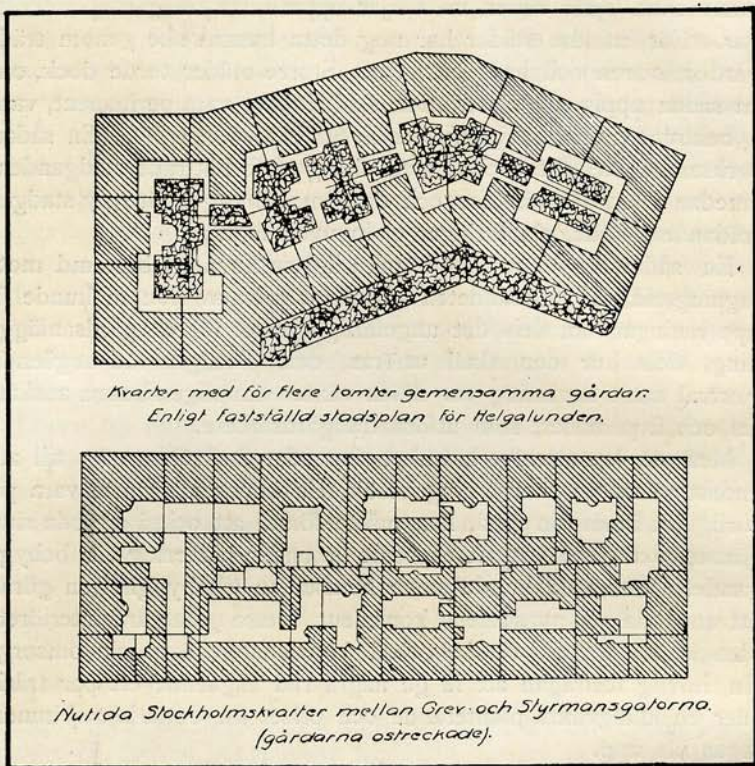 Kvarter med för flere tomter gemensamma gårdar.
Enligt fastställd stadsplan för Helgalunden.
Nutida Stockholmskvarter mellan Grev- och Styrmansgatorna.
(gårdarna ostreckade).